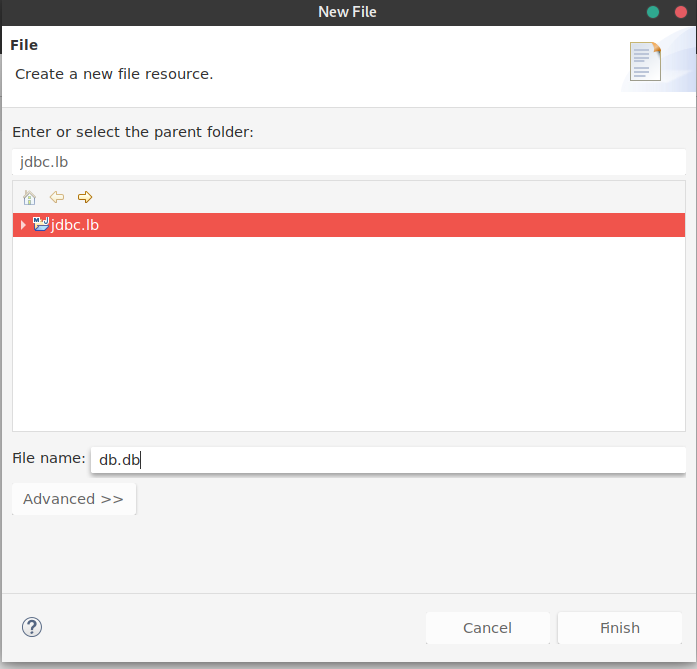 New File
File
Create a new file resource.
Enter or select the parent folder:
jdbc.lb
jdbc.lb
File name: db.db
Advanced >>
? Cancel Finish